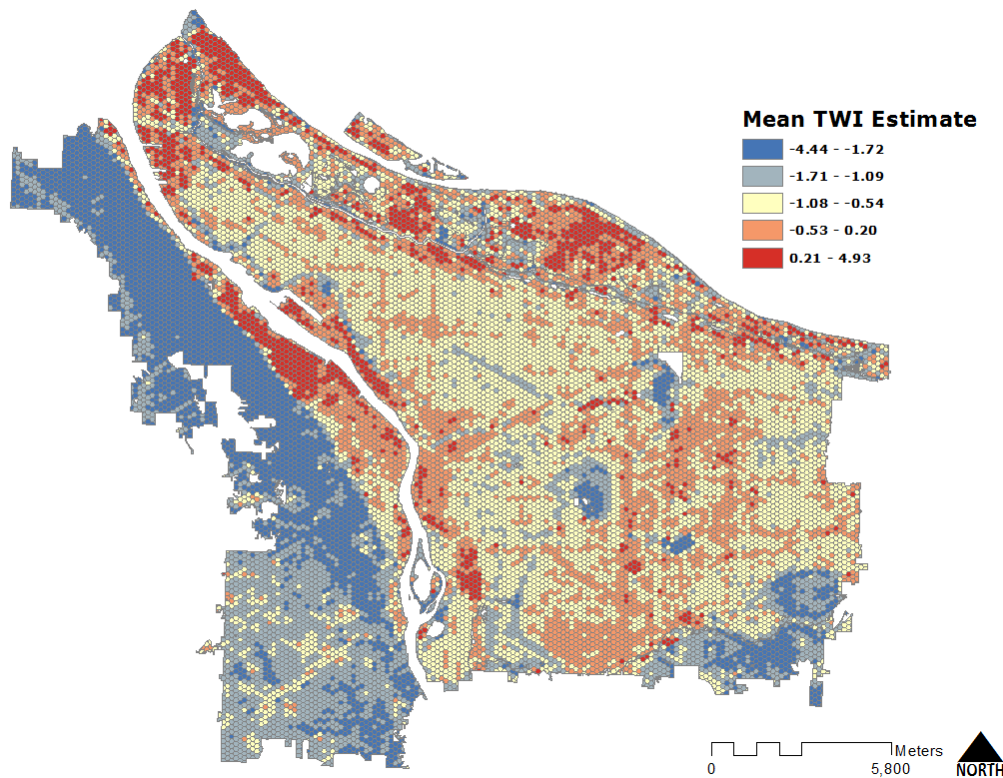 Mean TWI Estimate
-4.44 - -1.72
-1.71 - -1.09
-1.08 - -0.54
-0.53 - 0.20
0.21 - 4.93
Meters
0 5,800
NORTH